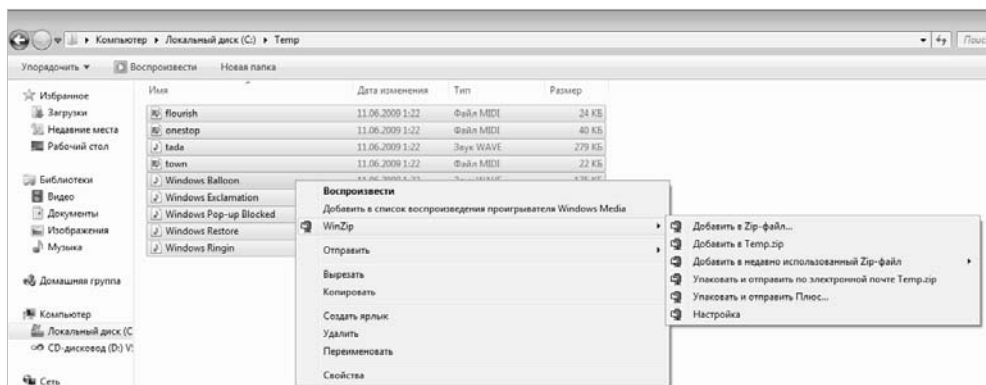 Компьютер ▸ Локальный диск (C:) ▸ Temp
Упорядочить Воспроизвести Новая папка
Имя Дата изменения Тип Размер
Избранное
Загрузки
Недавние места
Рабочий стол
Библиотеки
Видео
Документы
Изображения
Музыка
Домашняя группа
Компьютер
Локальный диск (C
CD-дисковод (D:) V
Сеть
flourish 11.06.2009 1:22 Файл MIDI 24 КБ
onestop 11.06.2009 1:22 Файл MIDI 40 КБ
tada 11.06.2009 1:22 Звук WAVE 279 КБ
town 11.06.2009 1:22 Файл MIDI 22 КБ
Windows Balloon
Windows Exclamation
Windows Pop-up Blocked
Windows Restore
Windows Ringin
Воспроизвести
Добавить в список воспроизведения проигрывателя Windows Media
WinZip
Отправить
Вырезать
Копировать
Создать ярлык
Удалить
Переименовать
Свойства
Добавить в Zip-файл...
Добавить в Temp.zip
Добавить в недавно использованный Zip-файл
Упаковать и отправить по электронной почте Temp.zip
Упаковать и отправить Плюс...
Настройка